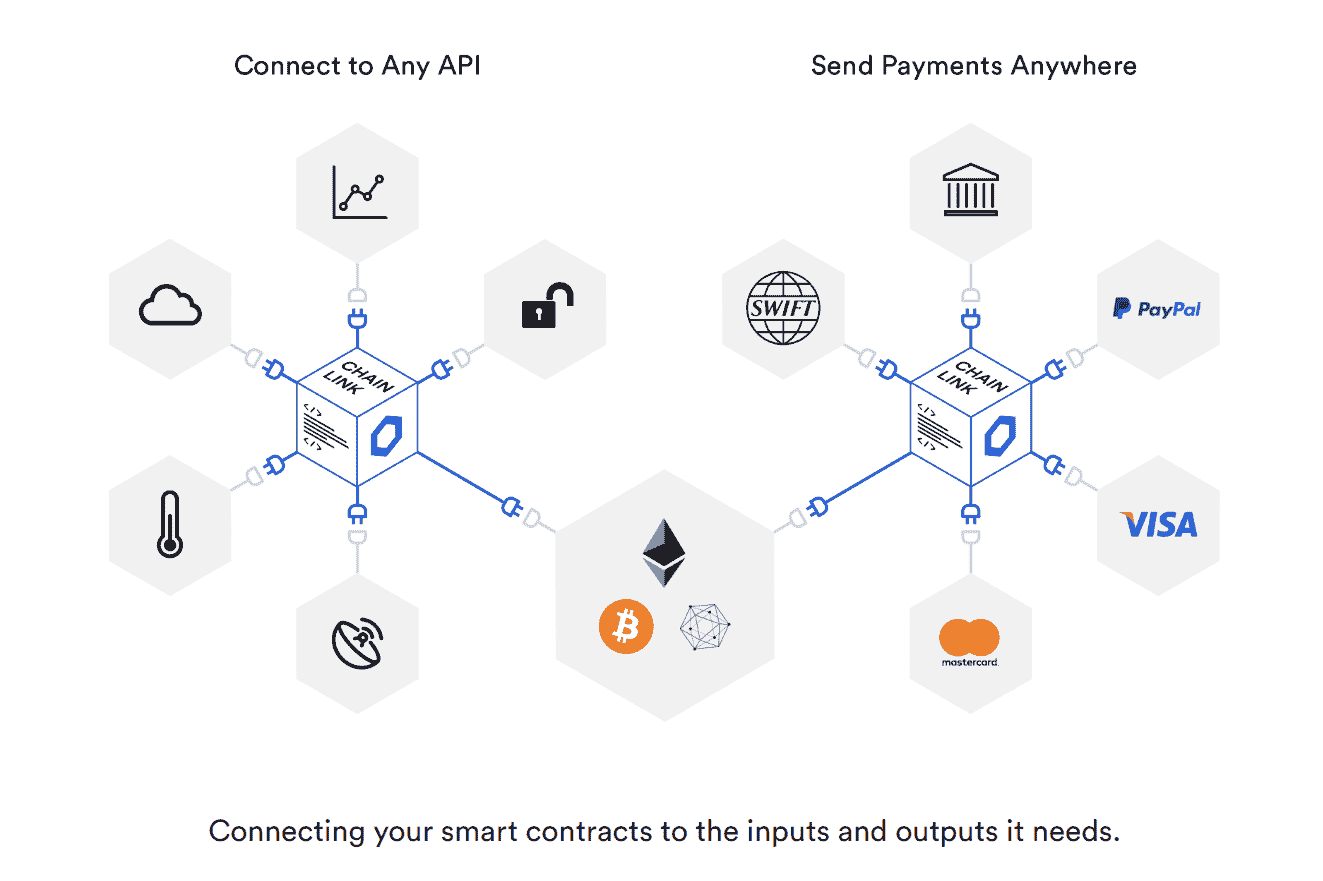 Connect to Any API
Send Payments Anywhere
SWIFT
PayPal
CHAIN
LINK
</>
</>
CHAIN
LINK
</>
</>
VISA
mastercard.
Connecting your smart contracts to the inputs and outputs it needs.